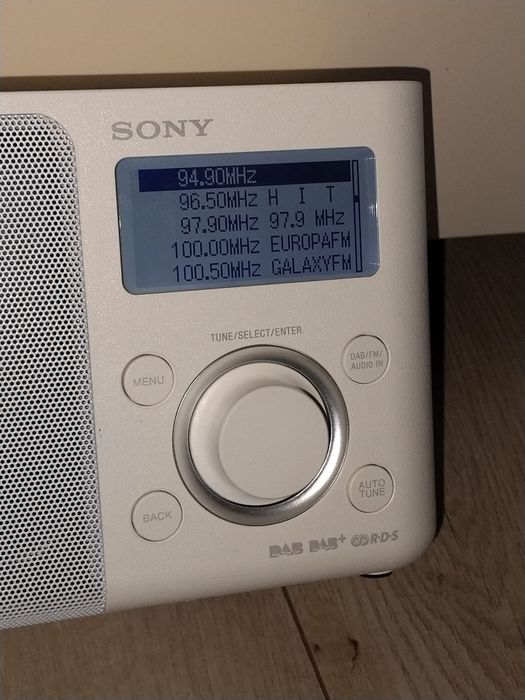 SONY
94.90MHz
96.50MHz H I T
97.90MHz 97.9 MHz
100.00MHz EUROPAFM
100.50MHz GALAXYFM
TUNE/SELECT/ENTER
MENU
DAB/FM/
AUDIO IN
BACK
AUTO
TUNE
DAB DAB+ R·D·S